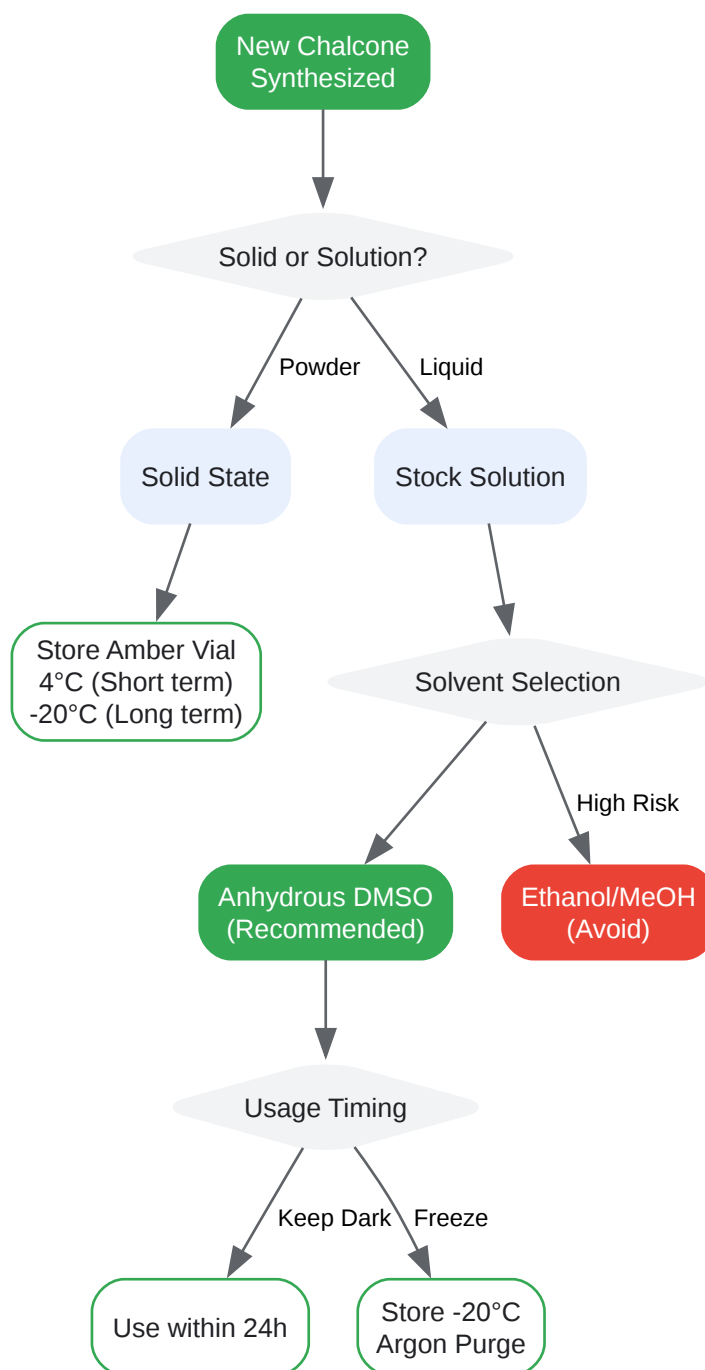 New Chalcone
Synthesized
Solid or Solution?
Powder
Liquid
Solid State
Stock Solution
Store Amber Vial
4°C (Short term)
-20°C (Long term)
Solvent Selection
High Risk
Anhydrous DMSO
(Recommended)
Ethanol/MeOH
(Avoid)
Usage Timing
Keep Dark
Freeze
Use within 24h
Store -20°C
Argon Purge